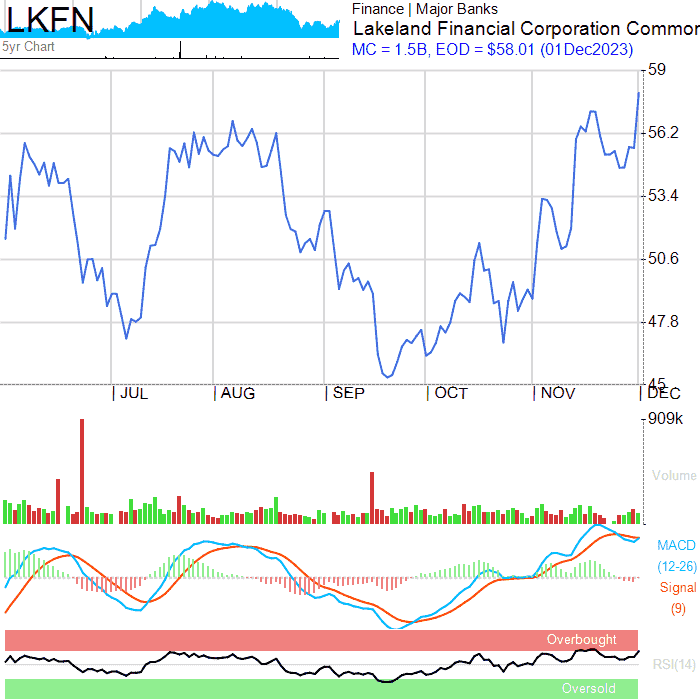 LKFN
5yr Chart
Finance | Major Banks
Lakeland Financial Corporation Common
MC = 1.5B, EOD = $58.01 (01Dec2023)
59
56.2
53.4
50.6
47.8
45
JUL
AUG
SEP
OCT
NOV
DEC
909k
Volume
MACD
(12-26)
Signal
(9)
Overbought
RSI(14)
Oversold